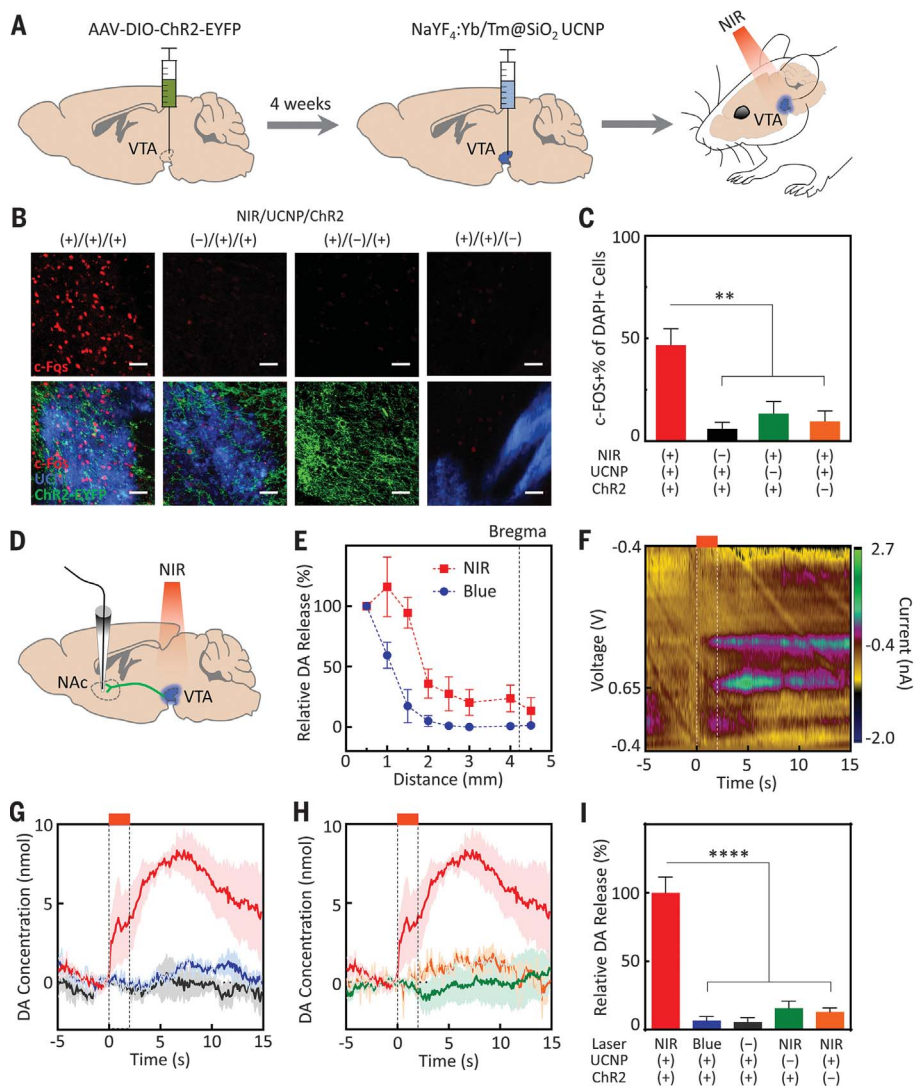 A
AAV-DIO-ChR2-EYFP
NaYF4:Yb/Tm@SiO2 UCNP
NIR
4 weeks
VTA
VTA
VTA
B
NIR/UCNP/ChR2
(+)/(+)/(+)
(-)/(+)/(+)
(+)/(-)/(+)
(+)/(+)/(-)
c-Fos
c-Fos
ChR2-EYFP
C
c-FOS+% of DAPI+ Cells
100
50
0
**
NIR (+) (-) (+) (+)
UCNP (+) (+) (-) (+)
ChR2 (+) (+) (+) (-)
D
NIR
NAc
VTA
E
Bregma
Relative DA Release (%)
100
50
0
NIR
Blue
0 1 2 3 4 5
Distance (mm)
F
Voltage (V)
-0.4
0.65
-0.4
-5 0 5 10 15
Time (s)
2.7
-0.4
-2.0
Current (nA)
G
DA Concentration (nmol)
10
5
0
-5 0 5 10 15
Time (s)
H
DA Concentration (nmol)
10
5
0
-5 0 5 10 15
Time (s)
I
Relative DA Release (%)
100
50
0
****
Laser NIR Blue (-) NIR NIR
UCNP (+) (+) (+) (-) (+)
ChR2 (+) (+) (+) (+) (-)